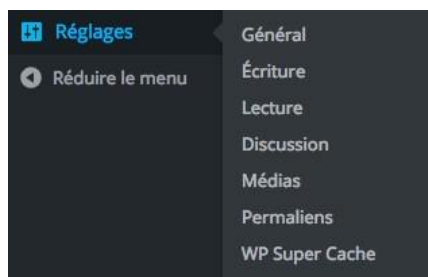 Réglages
Réduire le menu
Général
Écriture
Lecture
Discussion
Médias
Permaliens
WP Super Cache